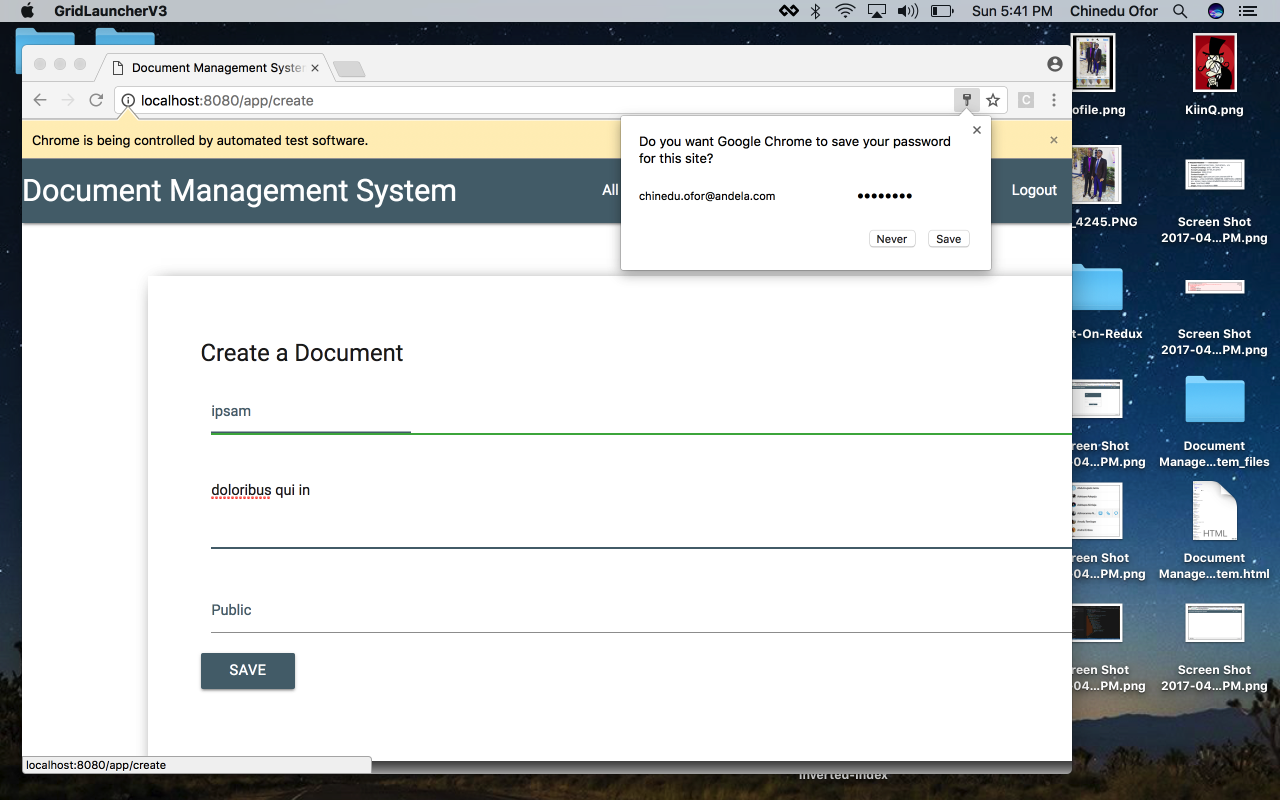 GridLauncherV3
Sun 5:41 PM
Chinedu Ofor
Document Management Syster
localhost:8080/app/create
C
Chrome is being controlled by automated test software.
Do you want Google Chrome to save your password
for this site?
chinedu.ofor@andela.com
••••••••
Never
Save
Document Management System
All
Logout
Create a Document
ipsam
doloribus qui in
Public
SAVE
localhost:8080/app/create
ofile.png
KiinQ.png
_4245.PNG
Screen Shot
2017-04...PM.png
t-On-Redux
Screen Shot
2017-04...PM.png
reen Shot
04...PM.png
Document
Manage...tem_files
reen Shot
04...PM.png
HTML
Document
Manage...tem.html
reen Shot
04...PM.png
Screen Shot
2017-04...PM.png
inverted-index